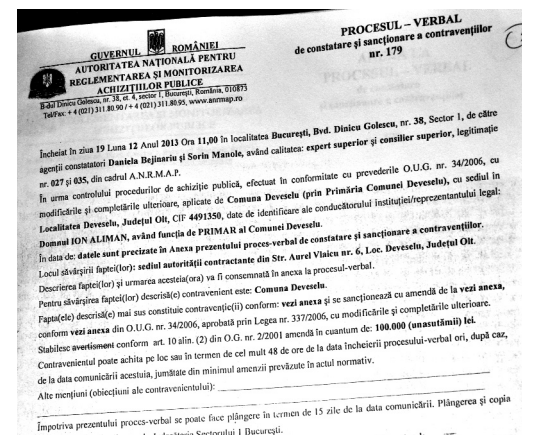 GUVERNUL ROMÂNIEI
AUTORITATEA NAȚIONALĂ PENTRU
REGLEMENTAREA ȘI MONITORIZAREA
ACHIZIȚIILOR PUBLICE
B-dul Dinicu Golescu, nr. 38, et. 4, sector 1, București, România, 010873
Tel/Fax: + 4 (021) 311.80.90 / + 4 (021) 311.80.95, www.anrmap.ro
PROCESUL – VERBAL
de constatare și sancționare a contravențiilor
nr. 179
Încheiat în ziua 19 Luna 12 Anul 2013 Ora 11,00 în localitatea București, Bvd. Dinicu Golescu, nr. 38, Sector 1, de către
agenții constatatori Daniela Bejinariu și Sorin Manole, având calitatea: expert superior și consilier superior, legitimație
nr. 027 și 035, din cadrul A.N.R.M.A.P.
În urma controlului procedurilor de achiziție publică, efectuat în conformitate cu prevederile O.U.G. nr. 34/2006, cu
modificările și completările ulterioare, aplicate de Comuna Deveselu (prin Primăria Comunei Deveselu), cu sediul in
Localitatea Deveselu, Județul Olt, CIF 4491350, date de identificare ale conducătorului instituției/reprezentantului legal:
Domnul ION ALIMAN, având funcția de PRIMAR al Comunei Deveselu.
În data de: datele sunt precizate în Anexa prezentului proces-verbal de constatare și sancționare a contravențiilor.
Locul săvârșirii faptei(lor): sediul autorității contractante din Str. Aurel Vlaicu nr. 6, Loc. Deveselu, Județul Olt.
Descrierea faptei(lor) și urmarea acesteia(ora) va fi consemnată în anexa la procesul-verbal.
Pentru săvârșirea faptei(lor) descrisă(e) contravenient este: Comuna Deveselu.
Fapta(ele) descrisă(e) mai sus constituie contravenție(ii) conform: vezi anexa și se sancționează cu amendă de la vezi anexa,
conform vezi anexa din O.U.G. nr. 34/2006, aprobată prin Legea nr. 337/2006, cu modificările și completările ulterioare.
Stabilesc avertisment conform art. 10 alin. (2) din O.G. nr. 2/2001 amendă în cuantum de: 100.000 (unasutămii) lei.
Contravenientul poate achita pe loc sau în termen de cel mult 48 de ore de la data încheierii procesului-verbal ori, după caz,
de la data comunicării acestuia, jumătate din minimul amenzii prevăzute în actul normativ.
Alte mențiuni (obiecțiuni ale contravenientului):
Împotriva prezentului proces-verbal se poate face plângere în termen de 15 zile de la data comunicării. Plângerea și copia
Sectorului 1 București.